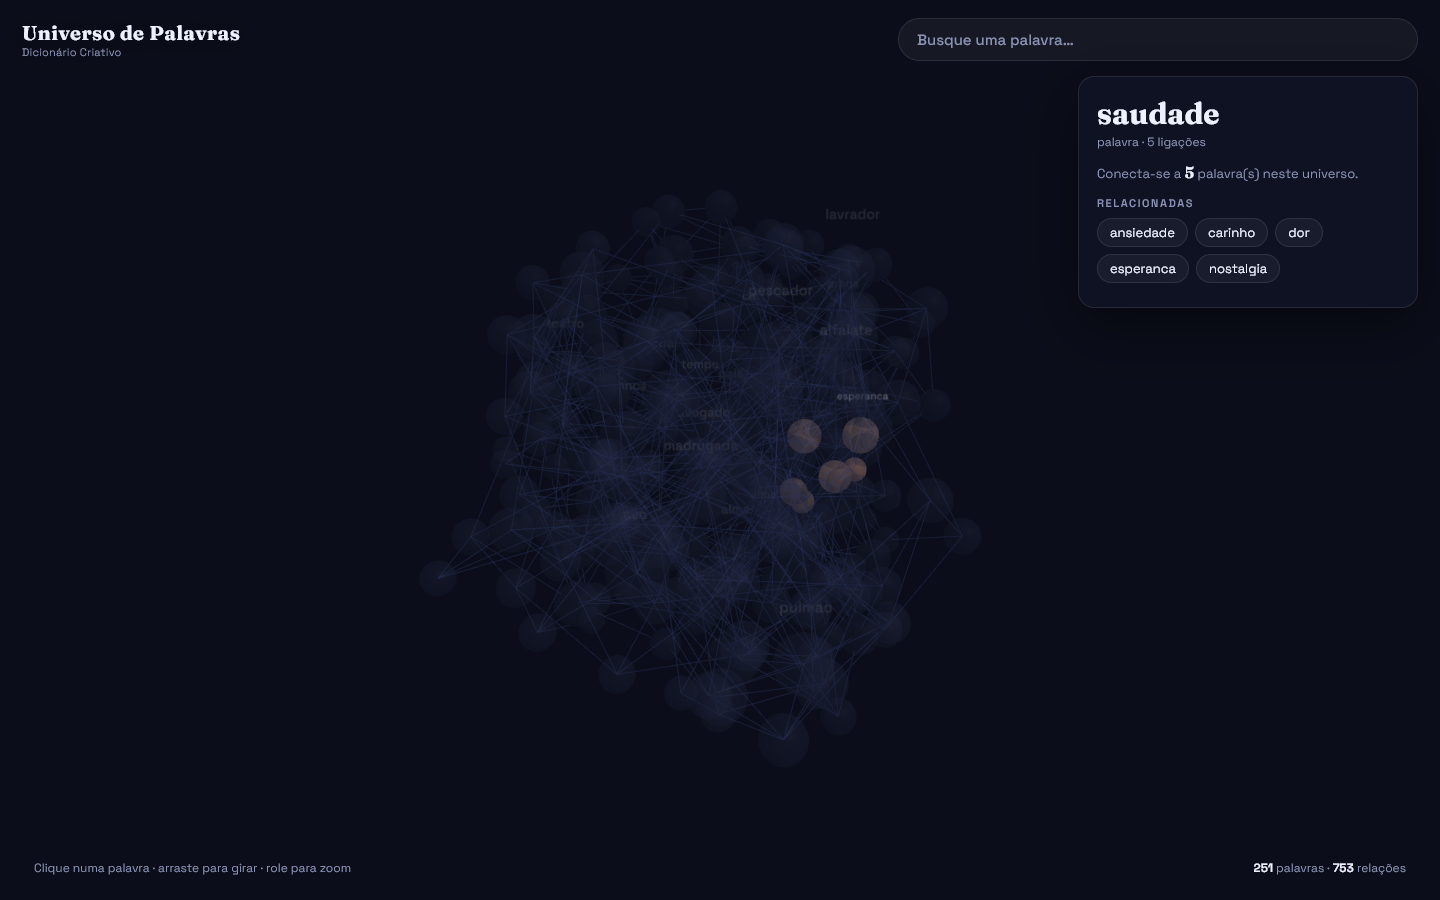 Universo de Palavras
Dicionário Criativo
Busque uma palavra...
saudade
palavra · 5 ligações
Conecta-se a 5 palavra(s) neste universo.
RELACIONADAS
ansiedade
carinho
dor
esperanca
nostalgia
lavrador
pescador
alfaiate
tempo
esperanca
madrugada
pulmao
Clique numa palavra · arraste para girar · role para zoom
251 palavras · 753 relações